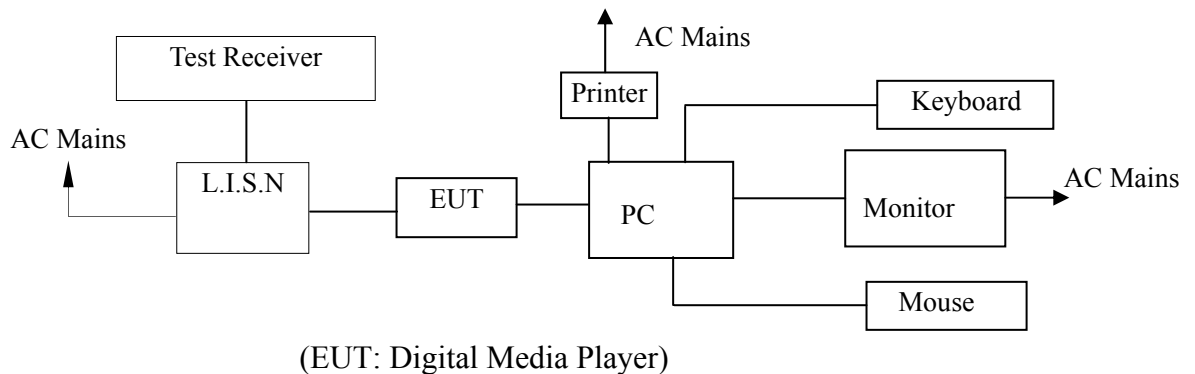 AC Mains
Test Receiver
Printer
Keyboard
AC Mains
L.I.S.N
EUT
PC
Monitor
AC Mains
Mouse
(EUT: Digital Media Player)